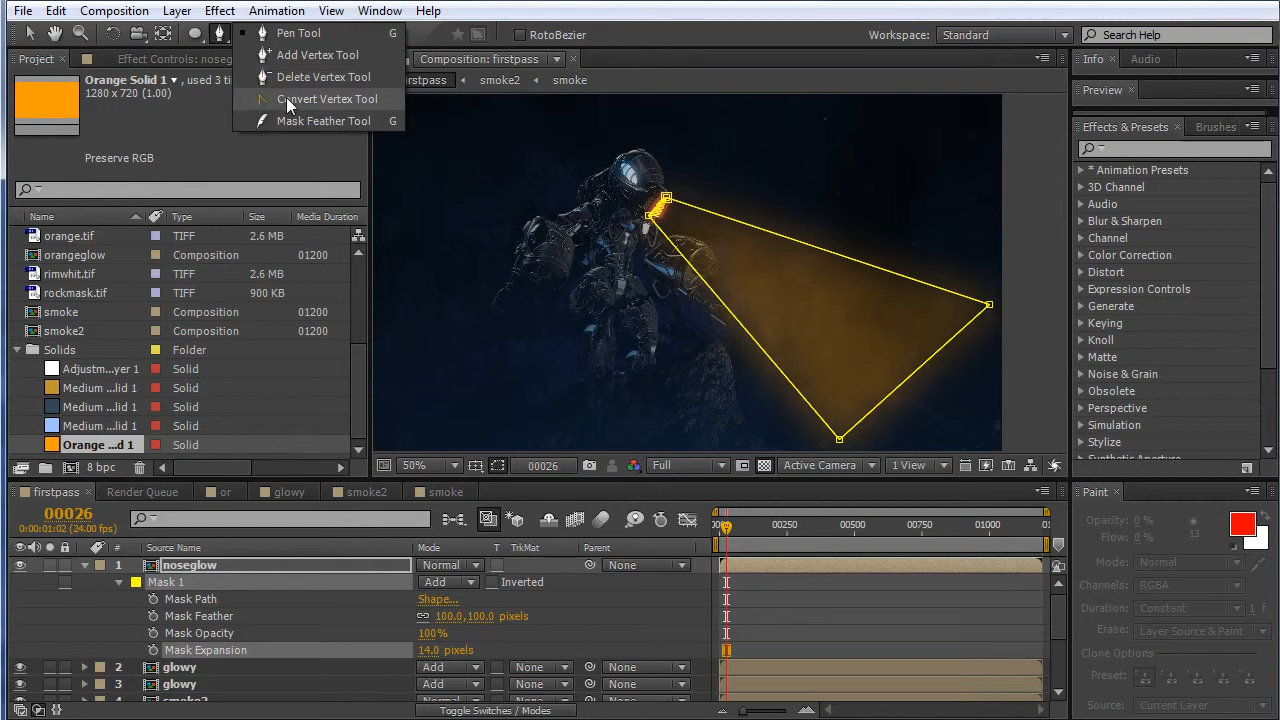 File Edit Composition Layer Effect Animation View Window Help
RotoBezier Workspace: Standard Search Help
Pen Tool G
Add Vertex Tool
Delete Vertex Tool
Convert Vertex Tool
Mask Feather Tool G
Project Effect Controls: nos
Composition: firstpass
Info Audio
Orange Solid 1, used 3 ti
1280 x 720 (1.00)
Preserve RGB
rstpass smoke2 smoke
Preview
Effects & Presets Brushes
* Animation Presets
3D Channel
Audio
Blur & Sharpen
Channel
Color Correction
Distort
Expression Controls
Generate
Keying
Knoll
Matte
Noise & Grain
Obsolete
Perspective
Simulation
Stylize
Name Type Size Media Duration
orange.tif TIFF 2.6 MB
orangeglow Composition 01200
rimwhit.tif TIFF 2.6 MB
rockmask.tif TIFF 900 KB
smoke Composition 01200
smoke2 Composition 01200
Solids Folder
Adjustm...yer 1 Solid
Medium ...lid 1 Solid
Medium ...lid 1 Solid
Medium ...lid 1 Solid
Orange ...d 1 Solid
8 bpc
50% 00026 Full Active Camera 1 View
firstpass Render Queue or glowy smoke2 smoke
00026
0:00:01:02 (24.00 fps)
00250 00500 00750 01000
# Source Name Mode T TrkMat Parent
1 noseglow Normal None
Mask 1 Add Inverted
Mask Path Shape...
Mask Feather 100.0,100.0 pixels
Mask Opacity 100%
Mask Expansion 14.0 pixels
2 glowy Add None None
3 glowy Add None None
Toggle Switches / Modes
Paint
Opacity: 0 %
Flow: 0 % 13
Mode: Normal
Channels: RGBA
Duration: Constant
Erase: Layer Source & Paint
Clone Options
Preset:
Source: Current Layer